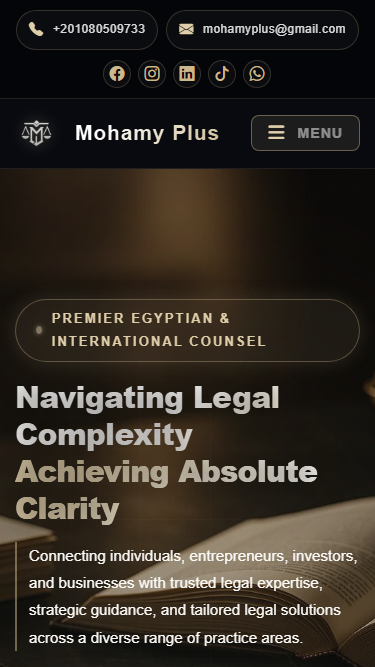 +201080509733
mohamyplus@gmail.com
Mohamy Plus
MENU
PREMIER EGYPTIAN &
INTERNATIONAL COUNSEL
Navigating Legal
Complexity
Achieving Absolute
Clarity
Connecting individuals, entrepreneurs, investors,
and businesses with trusted legal expertise,
strategic guidance, and tailored legal solutions
across a diverse range of practice areas.